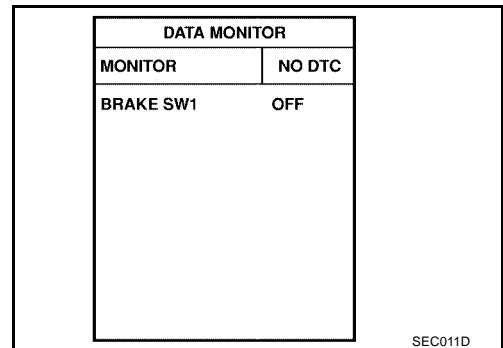 DATA MONITOR
MONITOR NO DTC
BRAKE SW1 OFF
SEC011D